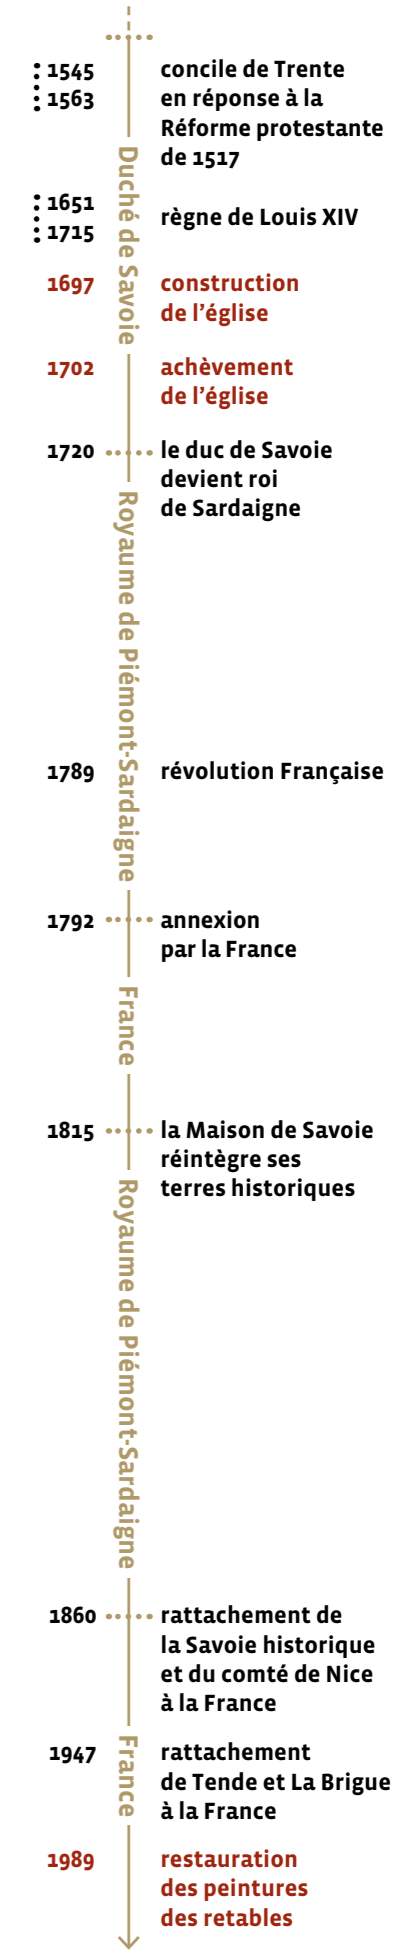 1545
1563
concile de Trente
en réponse à la
Réforme protestante
de 1517
Duché de Savoie
1651
1715
règne de Louis XIV
1697
construction
de l’église
1702
achèvement
de l’église
1720
le duc de Savoie
devient roi
de Sardaigne
Royaume de Piémont-Sardaigne
1789
révolution Française
1792
annexion
par la France
France
1815
la Maison de Savoie
réintègre ses
terres historiques
Royaume de Piémont-Sardaigne
1860
rattachement de
la Savoie historique
et du comté de Nice
à la France
France
1947
rattachement
de Tende et La Brigue
à la France
1989
restauration
des peintures
des retables